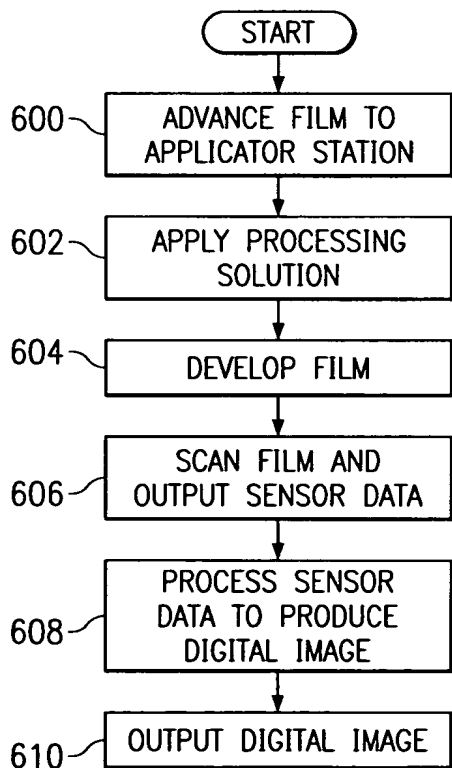 START
600
ADVANCE FILM TO
APPLICATOR STATION
602
APPLY PROCESSING
SOLUTION
604
DEVELOP FILM
606
SCAN FILM AND
OUTPUT SENSOR DATA
608
PROCESS SENSOR
DATA TO PRODUCE
DIGITAL IMAGE
610
OUTPUT DIGITAL IMAGE